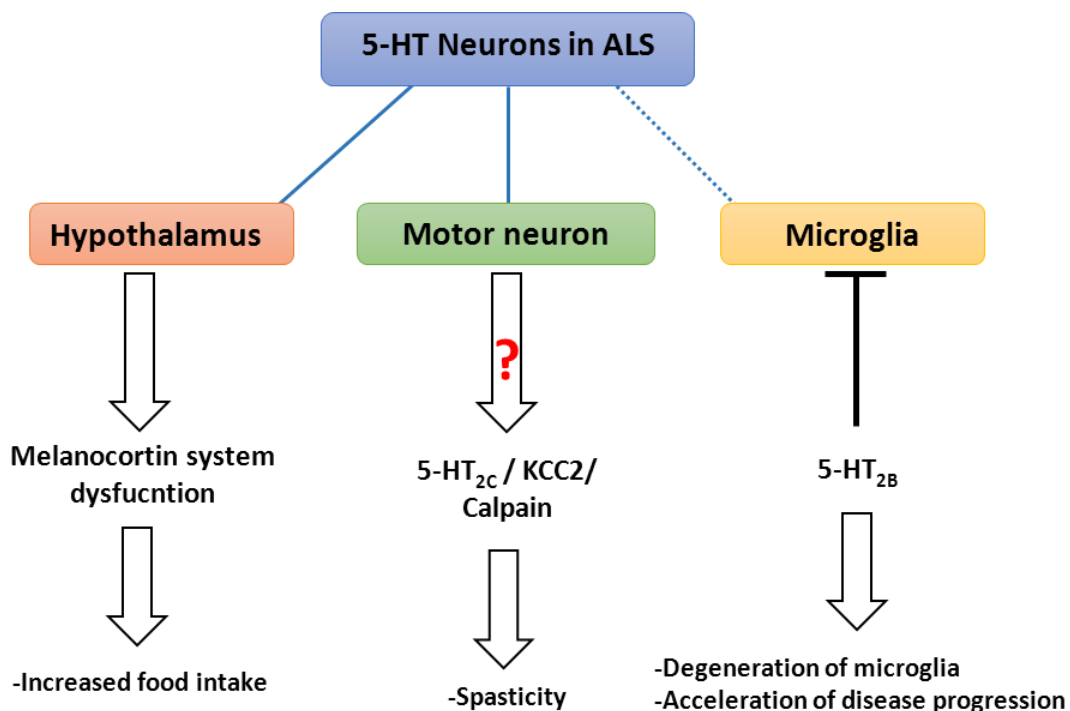 5-HT Neurons in ALS
Hypothalamus
Motor neuron
Microglia
?
Melanocortin system
dysfucntion
5-HT2C / KCC2/
Calpain
5-HT2B
-Increased food intake
-Spasticity
-Degeneration of microglia
-Acceleration of disease progression